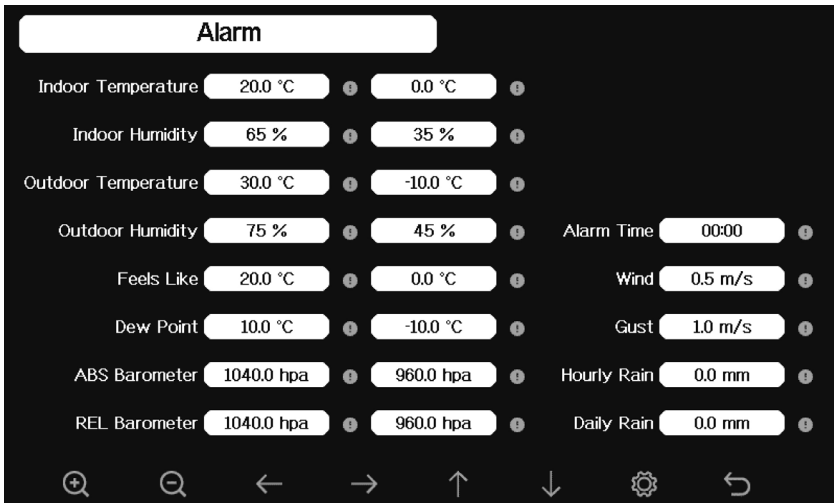 Alarm
Indoor Temperature 20.0 °C 0.0 °C
Indoor Humidity 65 % 35 %
Outdoor Temperature 30.0 °C -10.0 °C
Outdoor Humidity 75 % 45 % Alarm Time 00:00
Feels Like 20.0 °C 0.0 °C Wind 0.5 m/s
Dew Point 10.0 °C -10.0 °C Gust 1.0 m/s
ABS Barometer 1040.0 hpa 960.0 hpa Hourly Rain 0.0 mm
REL Barometer 1040.0 hpa 960.0 hpa Daily Rain 0.0 mm